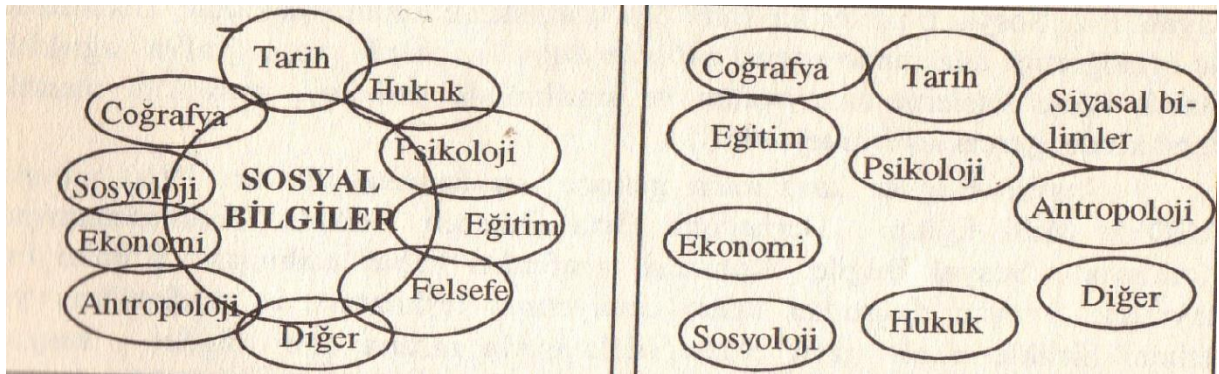 Tarih
Hukuk
Coğrafya
Psikoloji
Sosyoloji
SOSYAL
BİLGİLER
Eğitim
Ekonomi
Felsefe
Antropoloji
Diğer
Coğrafya
Tarih
Siyasal bi-
limler
Eğitim
Psikoloji
Antropoloji
Ekonomi
Diğer
Hukuk
Sosyoloji